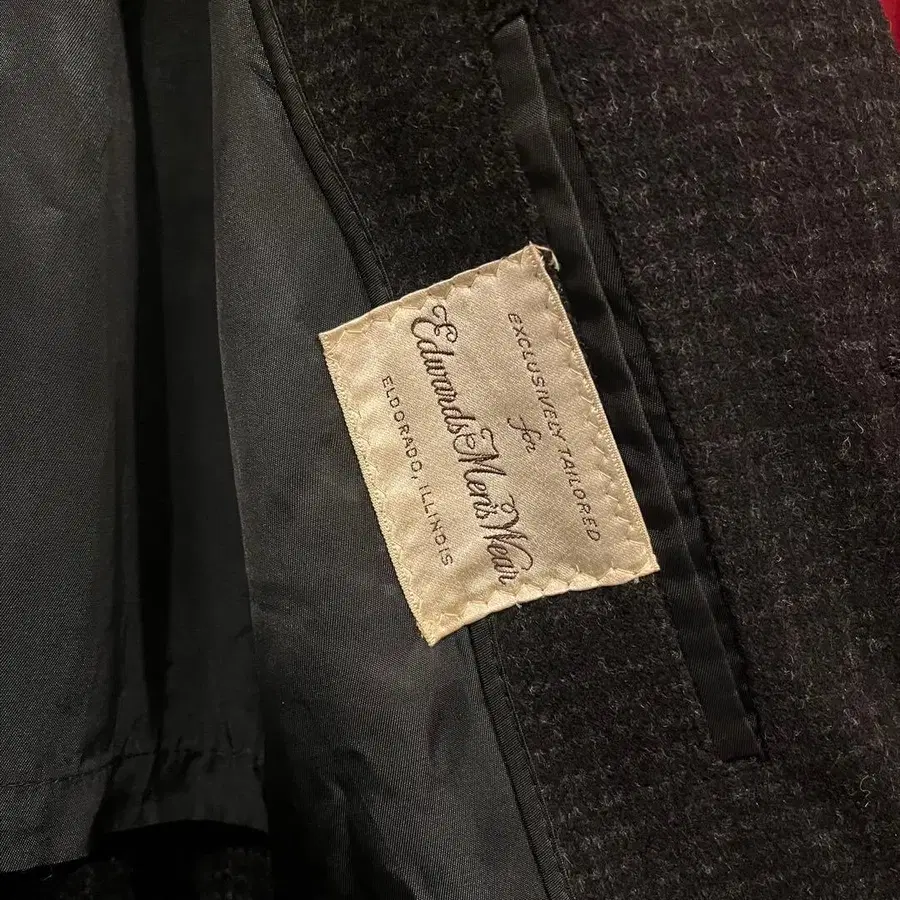 EXCLUSIVELY TAILORED
for
Edwards Men's Wear
ELDORADO, ILLINOIS